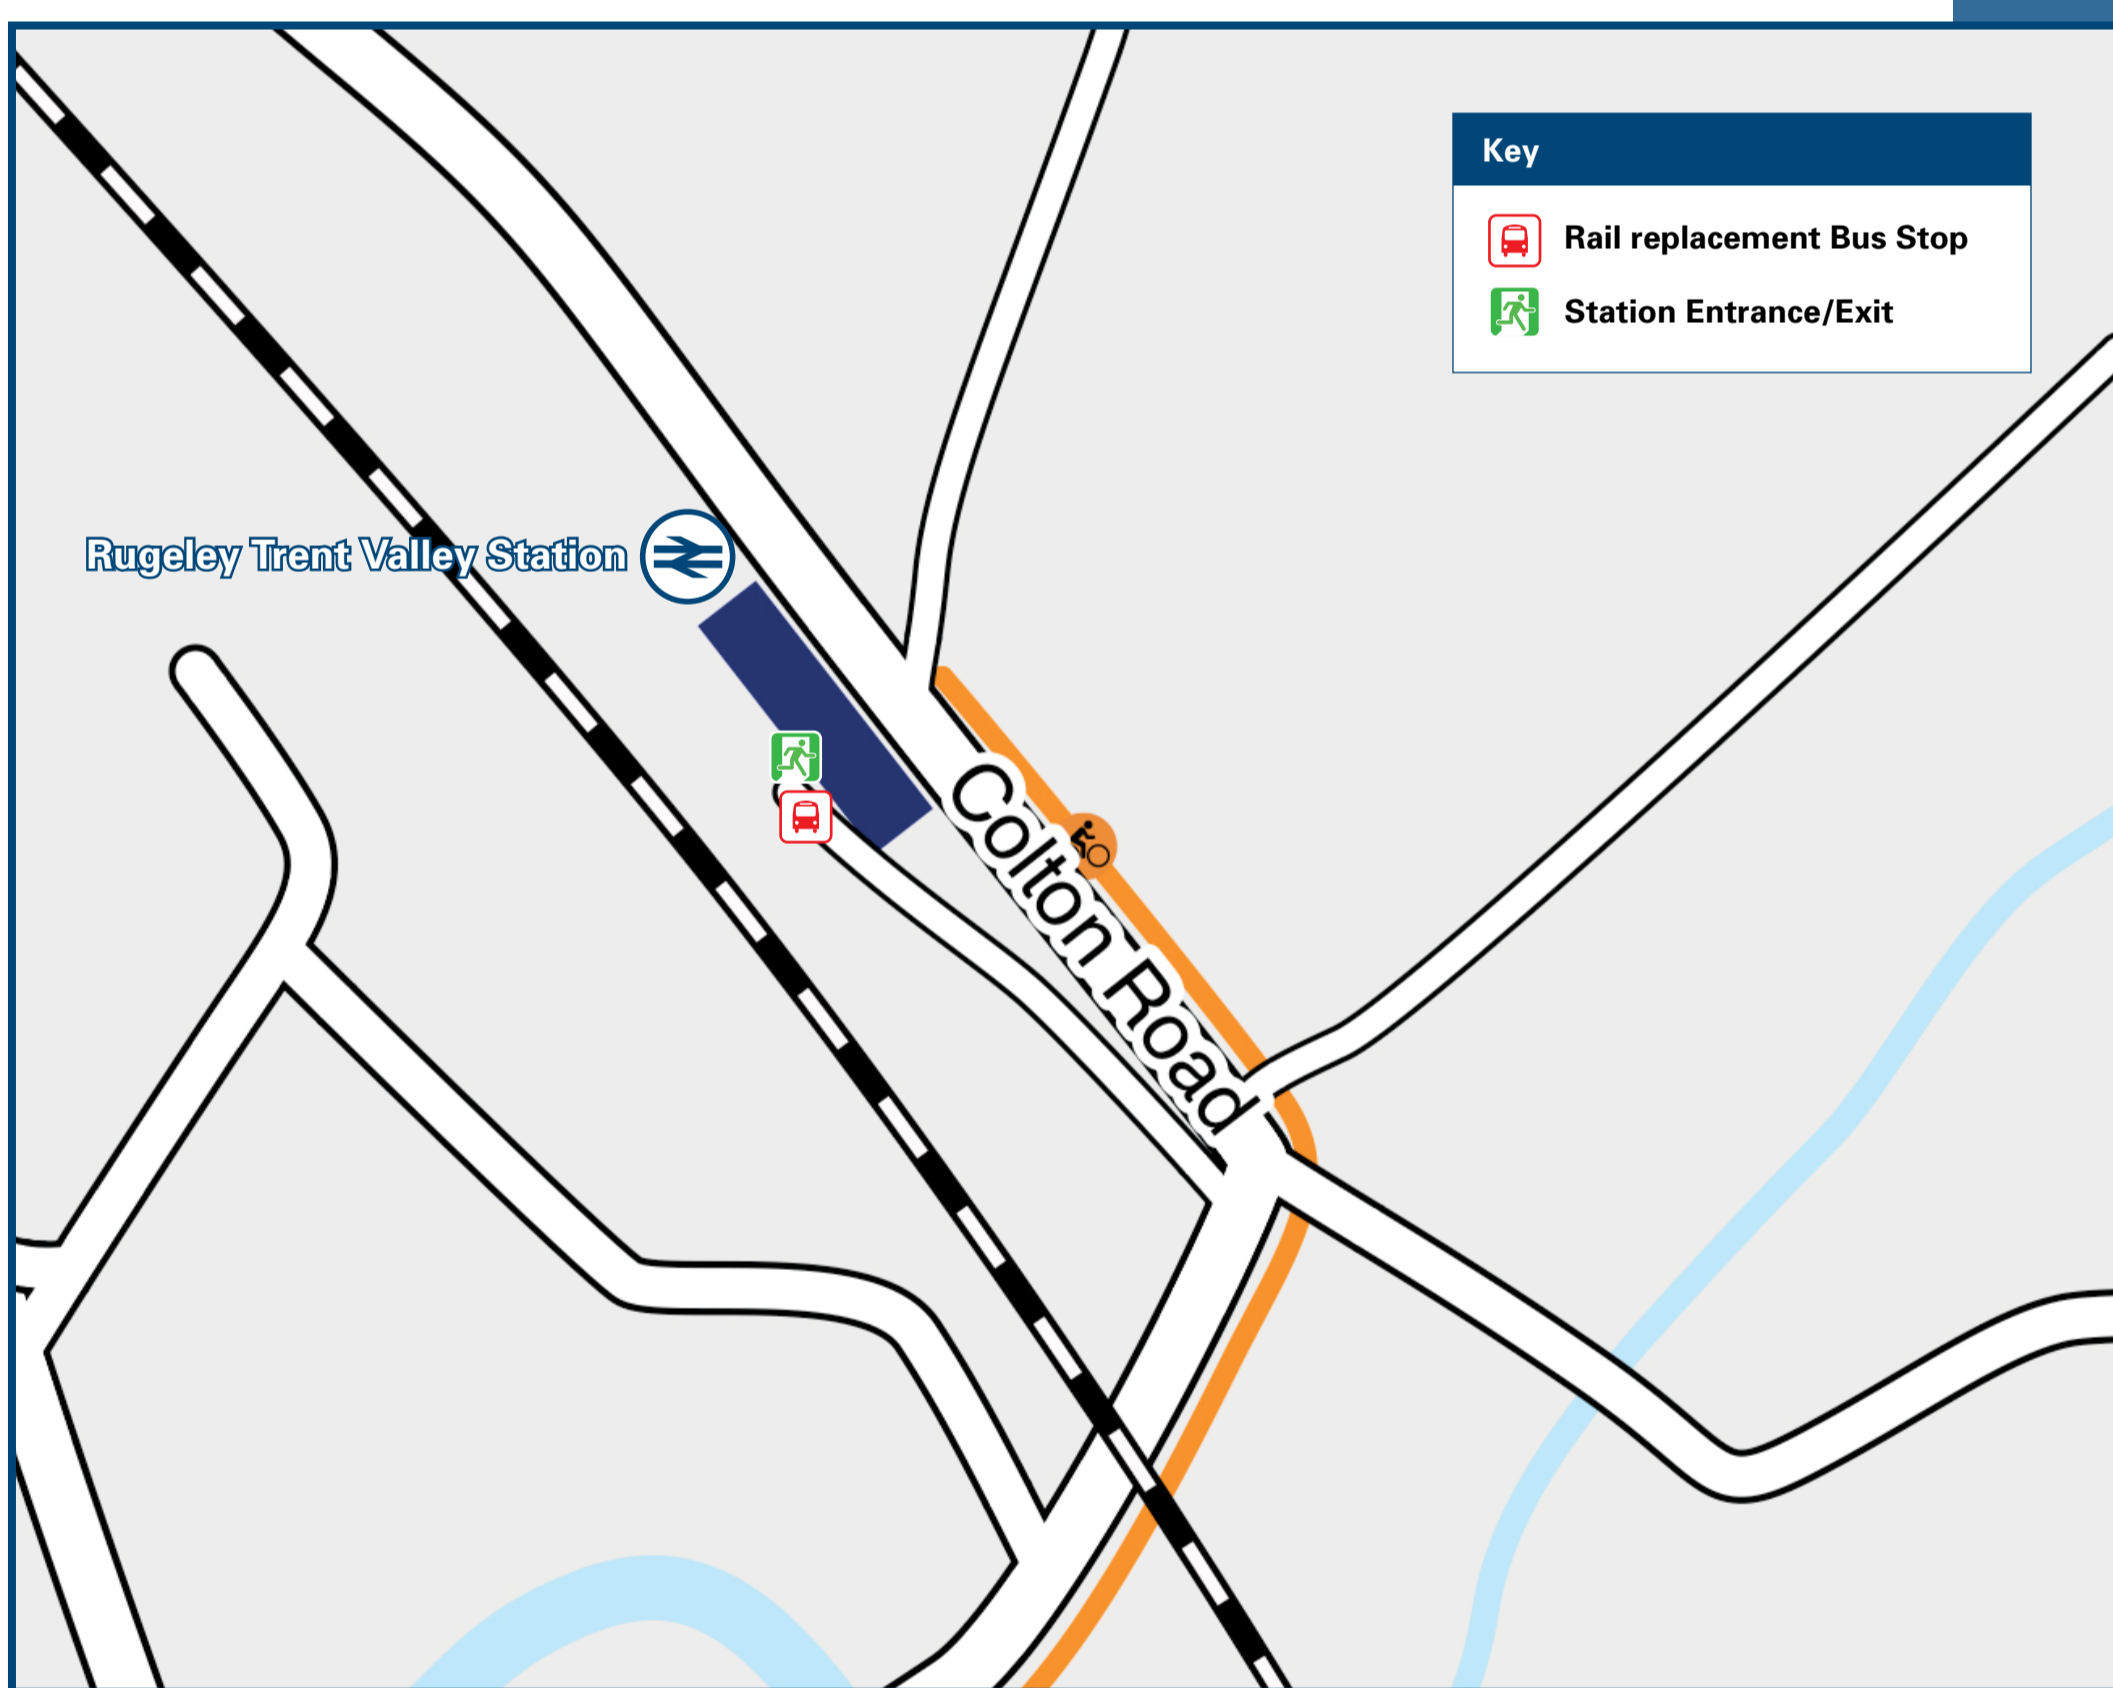 Key
Rail replacement Bus Stop
Station Entrance/Exit
Rugeley Trent Valley Station
Colton Road